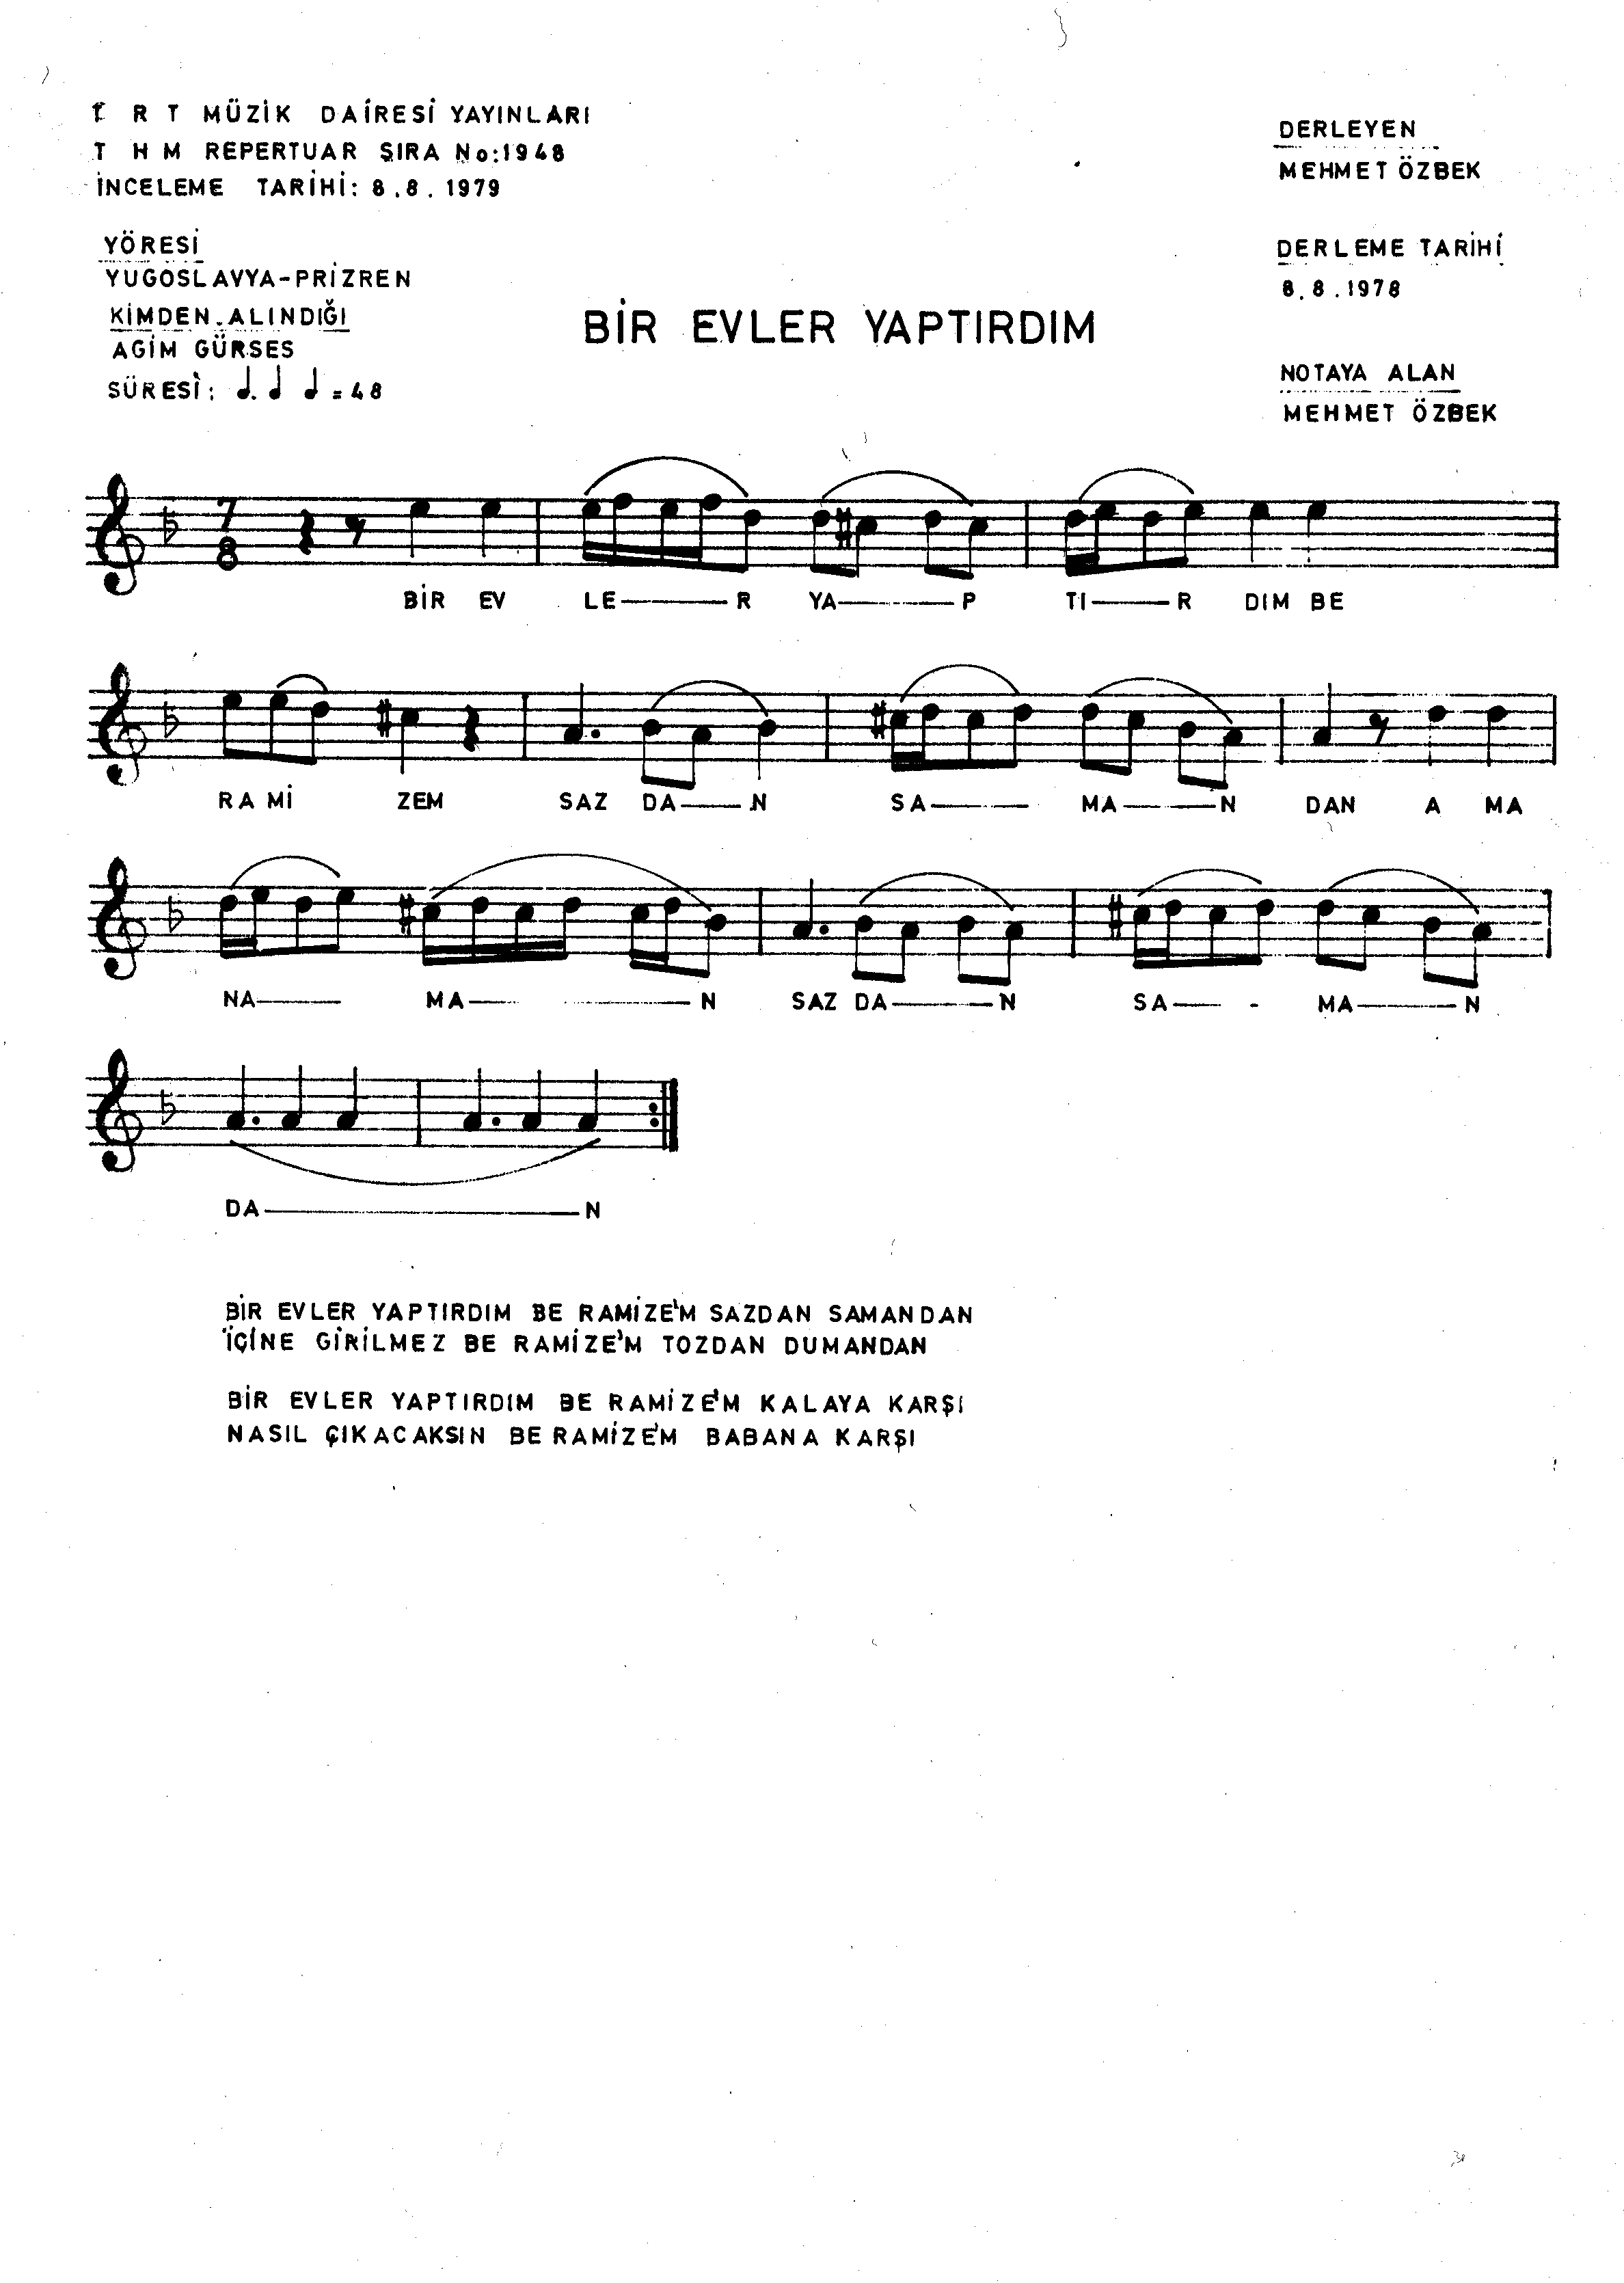 T R T MÜZİK DAİRESİ YAYINLARI
T H M REPERTUAR SIRA No:1948
İNCELEME TARİHİ: 8.8.1979
DERLEYEN
MEHMET ÖZBEK
YÖRESİ
YUGOSLAVYA-PRİZREN
KİMDEN ALINDIĞI
AGİM GÜRSES
SÜRESİ: ♩. ♩ ♩ = 48
DERLEME TARİHİ
8.8.1978
BİR EVLER YAPTIRDIM
NOTAYA ALAN
MEHMET ÖZBEK
7
8
BİR EV LE——R YA——P TI——R DIM BE
RA Mİ ZEM SAZ DA——N SA—— MA——N DAN A MA
NA—— MA————N SAZ DA——N SA—— - MA——N
DA————N
BİR EVLER YAPTIRDIM BE RAMİZE'M SAZDAN SAMANDAN
İÇİNE GİRİLMEZ BE RAMİZE'M TOZDAN DUMANDAN
BİR EVLER YAPTIRDIM BE RAMİZE'M KALAYA KARŞI
NASIL ÇIKACAKSIN BE RAMİZE'M BABANA KARŞI